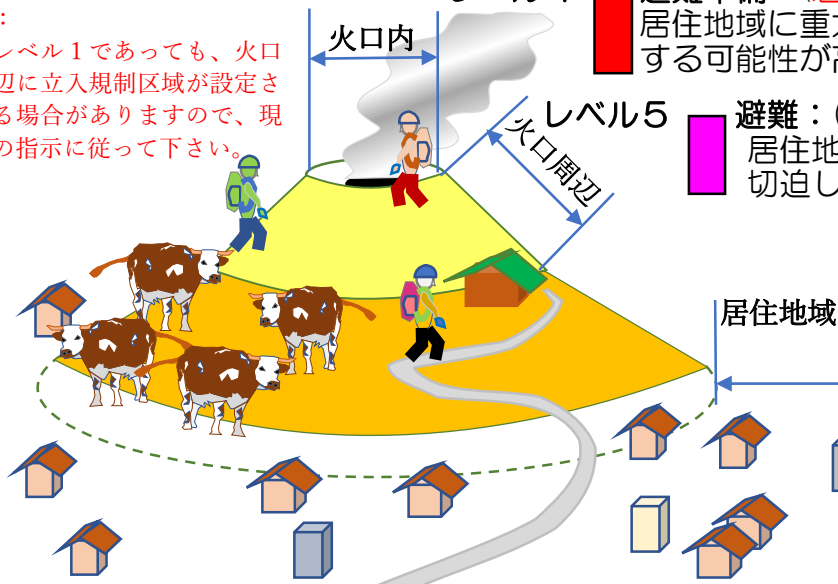 ：
レベル１であっても、火口
辺に立入規制区域が設定さ
る場合がありますので、現
の指示に従って下さい。
火口内
居住地域に重
する可能性が
レベル5
避難：
居住地
切迫し
火口周辺
居住地域